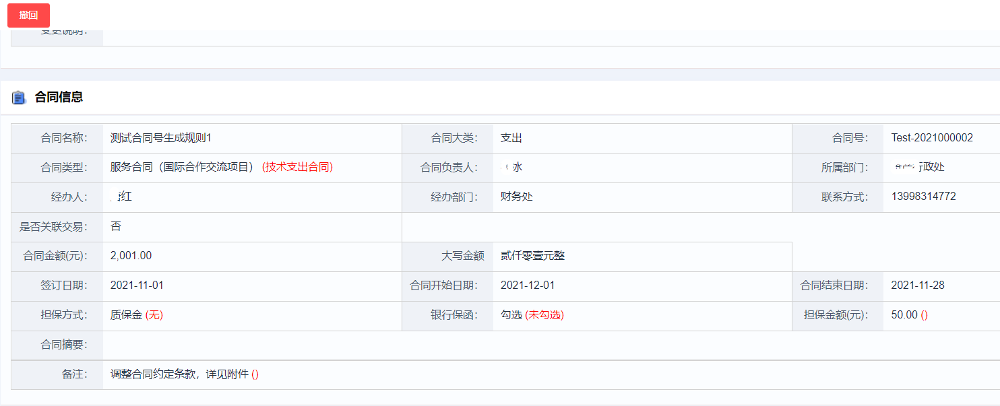 撤回
变更说明：
合同信息
合同名称： 测试合同号生成规则1 合同大类： 支出 合同号： Test-2021000002
合同类型： 服务合同（国际合作交流项目） (技术支出合同) 合同负责人： 水 所属部门： 行政处
经办人： 红 经办部门： 财务处 联系方式： 13998314772
是否关联交易： 否
合同金额(元)： 2,001.00 大写金额 贰仟零壹元整
签订日期： 2021-11-01 合同开始日期： 2021-12-01 合同结束日期： 2021-11-28
担保方式： 质保金 (无) 银行保函： 勾选 (未勾选) 担保金额(元)： 50.00 ()
合同摘要：
备注： 调整合同约定条款，详见附件 ()